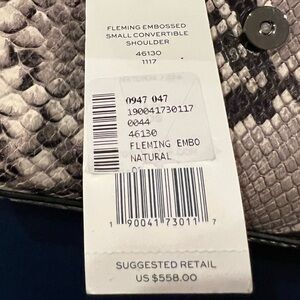 FLEMING EMBOSSED
SMALL CONVERTIBLE
SHOULDER
46130
1117
0947 047
190041730117
0044
46130
FLEMING EMBO
NATURAL
1 90041 73011 7
SUGGESTED RETAIL
US $558.00